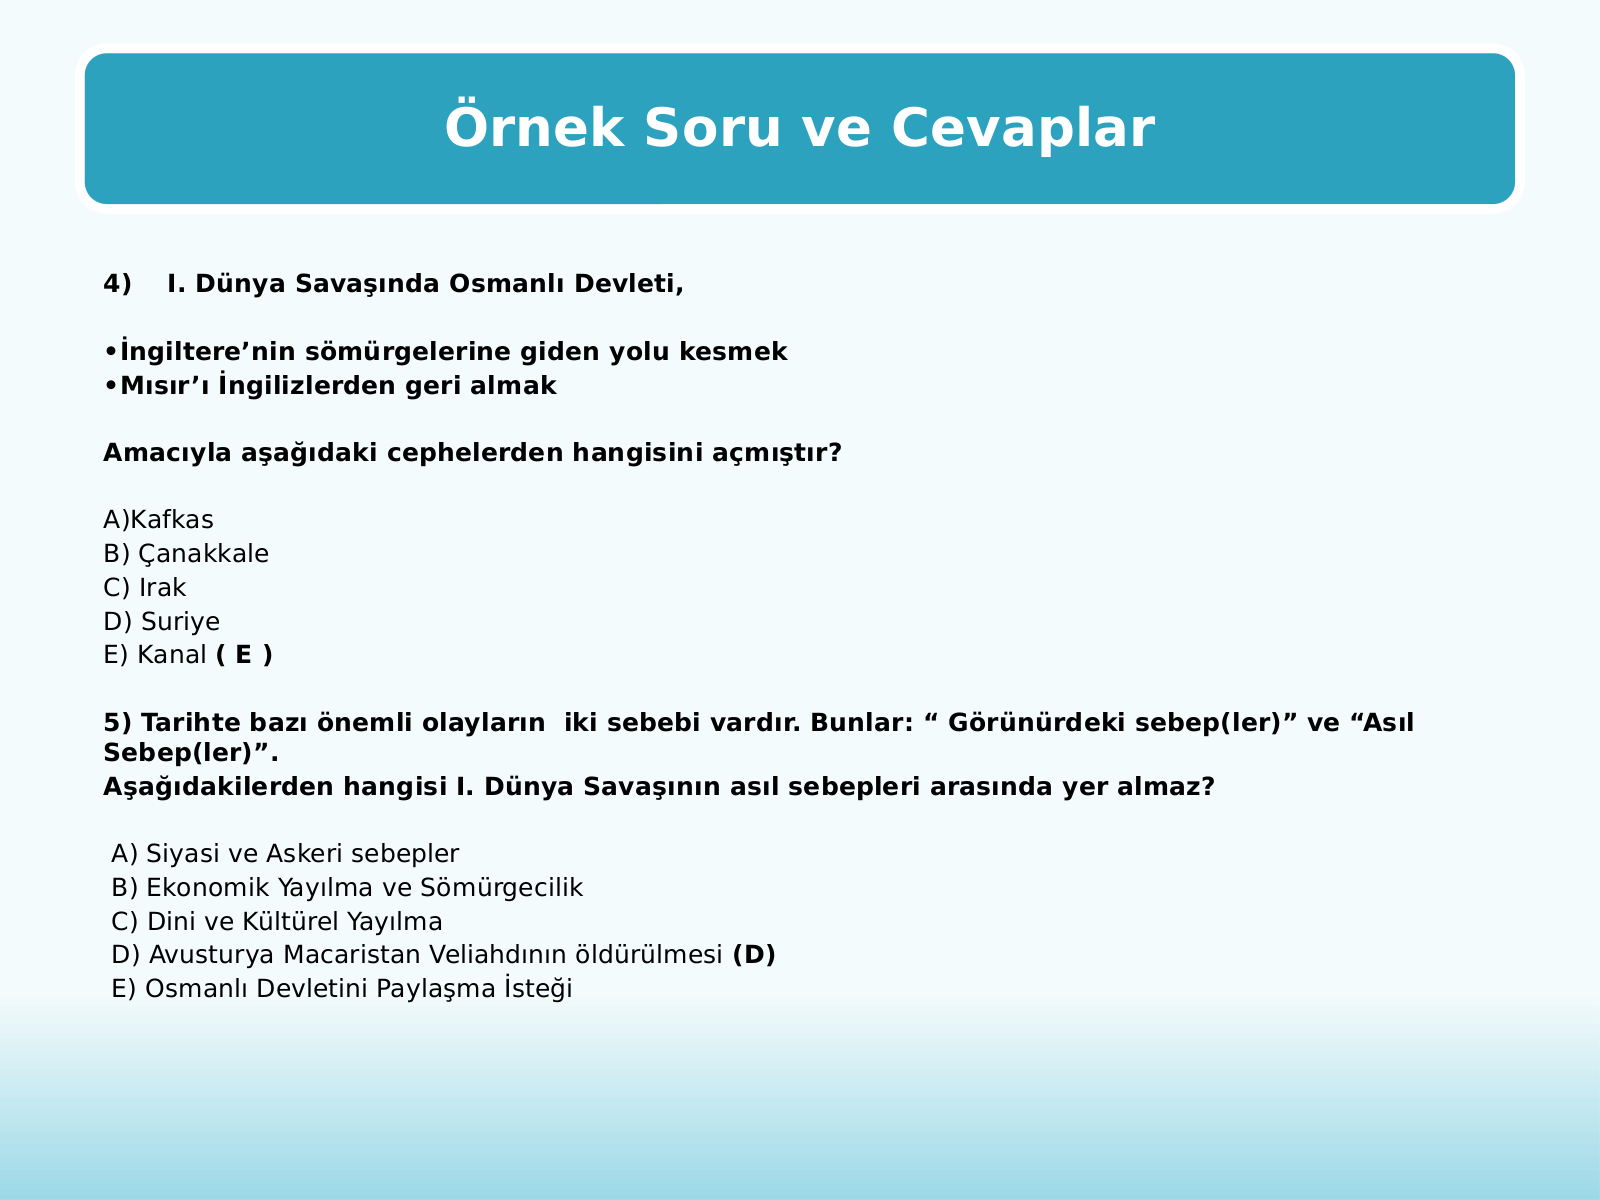 Örnek Soru ve Cevaplar
4)    I. Dünya Savaşında Osmanlı Devleti,
•İngiltere’nin sömürgelerine giden yolu kesmek
•Mısır’ı İngilizlerden geri almak
Amacıyla aşağıdaki cephelerden hangisini açmıştır?
A)Kafkas
B) Çanakkale
C) Irak
D) Suriye
E) Kanal ( E )
5) Tarihte bazı önemli olayların  iki sebebi vardır. Bunlar: “ Görünürdeki sebep(ler)” ve “Asıl
Sebep(ler)”.
Aşağıdakilerden hangisi I. Dünya Savaşının asıl sebepleri arasında yer almaz?
A) Siyasi ve Askeri sebepler
B) Ekonomik Yayılma ve Sömürgecilik
C) Dini ve Kültürel Yayılma
D) Avusturya Macaristan Veliahdının öldürülmesi (D)
E) Osmanlı Devletini Paylaşma İsteği